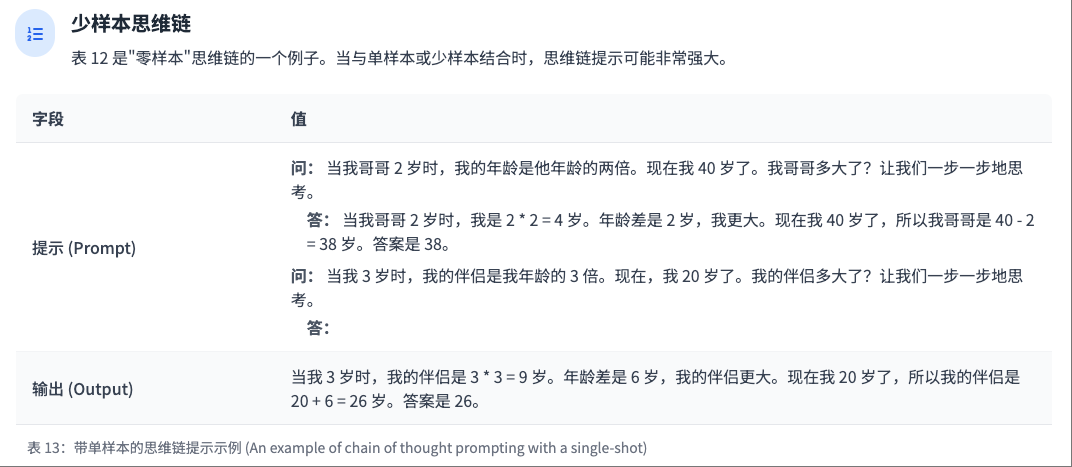 少样本思维链
表 12 是"零样本"思维链的一个例子。当与单样本或少样本结合时，思维链提示可能非常强大。
字段 值
提示 (Prompt)
问： 当我哥哥 2 岁时，我的年龄是他年龄的两倍。现在我 40 岁了。我哥哥多大了？让我们一步一步地思
考。
答： 当我哥哥 2 岁时，我是 2 * 2 = 4 岁。年龄差是 2 岁，我更大。现在我 40 岁了，所以我哥哥是 40 - 2
= 38 岁。答案是 38。
问： 当我 3 岁时，我的伴侣是我年龄的 3 倍。现在，我 20 岁了。我的伴侣多大了？让我们一步一步地思
考。
答：
输出 (Output)
当我 3 岁时，我的伴侣是 3 * 3 = 9 岁。年龄差是 6 岁，我的伴侣更大。现在我 20 岁了，所以我的伴侣是
20 + 6 = 26 岁。答案是 26。
表 13：带单样本的思维链提示示例 (An example of chain of thought prompting with a single-shot)